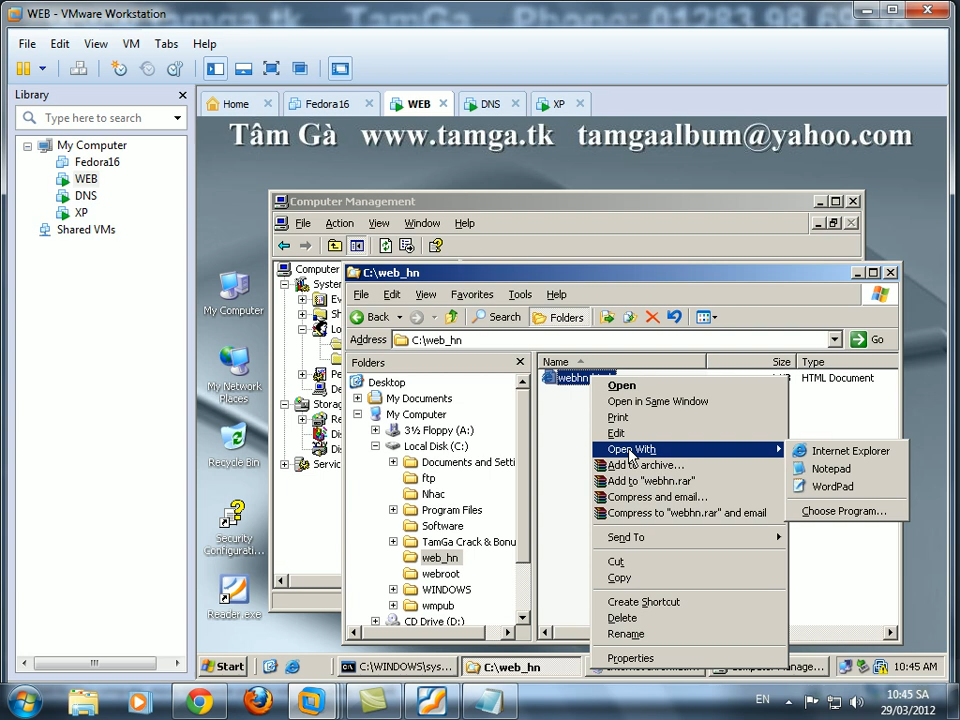 WEB - VMware Workstation
File Edit View VM Tabs Help
Library
Type here to search
My Computer
Fedora16
WEB
DNS
XP
Shared VMs
Home
Fedora16
WEB
DNS
XP
Tâm Gà www.tamga.tk tamgaalbum@yahoo.com
My Computer
My Network Places
Recycle Bin
Security Configurati...
Reader.exe
Computer Management
File Action View Window Help
Computer
System
C:\web_hn
File Edit View Favorites Tools Help
Back
Search
Folders
Address
C:\web_hn
Go
Folders
Desktop
My Documents
My Computer
3½ Floppy (A:)
Local Disk (C:)
Documents and Setti
ftp
Nhac
Program Files
Software
TamGa Crack & Bonu
web_hn
webroot
WINDOWS
wmpub
CD Drive (D:)
Name Size Type
HTML Document
Open
Open in Same Window
Print
Edit
Open With
Add to archive...
Add to "webhn.rar"
Compress and email...
Compress to "webhn.rar" and email
Send To
Cut
Copy
Create Shortcut
Delete
Rename
Properties
Internet Explorer
Notepad
WordPad
Choose Program...
Start
C:\WINDOWS\sys...
C:\web_hn
10:45 AM
EN
10:45 SA
29/03/2012